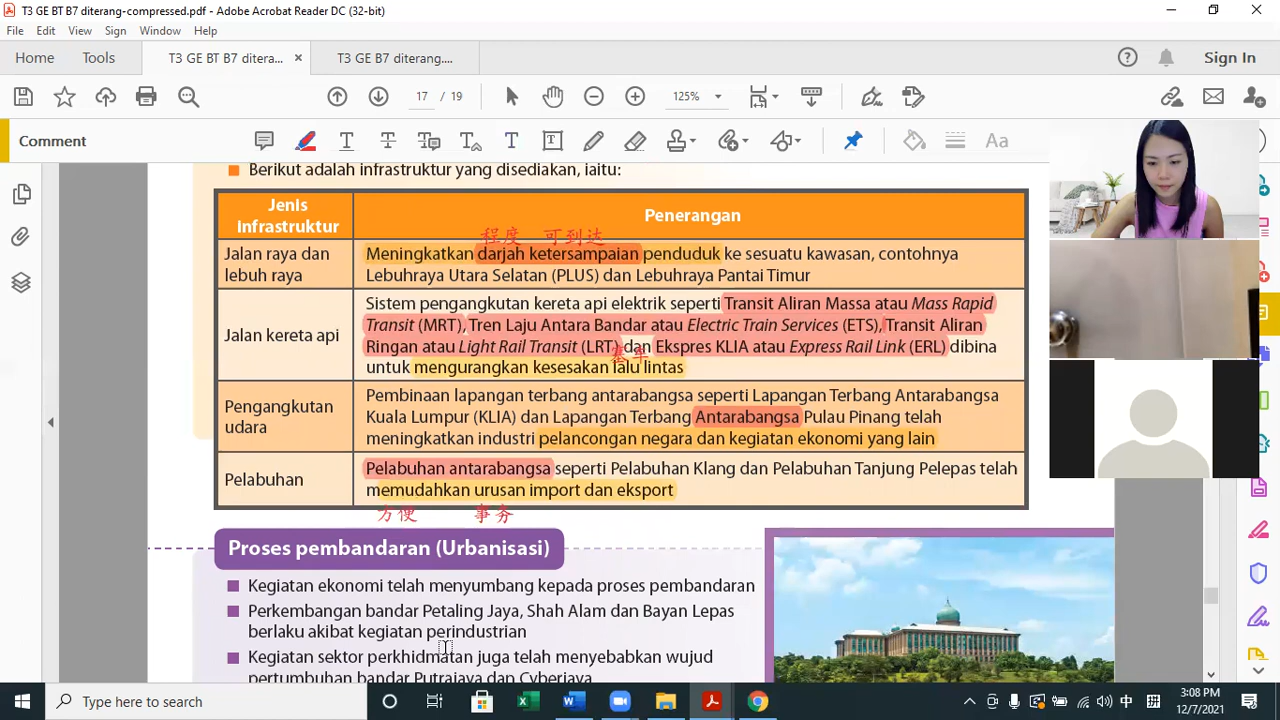 T3 GE BT B7 diterang-compressed.pdf - Adobe Acrobat Reader DC (32-bit)
File Edit View Sign Window Help
Home Tools T3 GE BT B7 ditera... × T3 GE BT B7 diterang.... Sign In
17 / 19 125%
Comment
Berikut adalah infrastruktur yang disediakan, iaitu:
Jenis infrastruktur
Penerangan
程度 可到达
Jalan raya dan
lebuh raya
Meningkatkan darjah ketersampaian penduduk ke sesuatu kawasan, contohnya
Lebuhraya Utara Selatan (PLUS) dan Lebuhraya Pantai Timur
Jalan kereta api
Sistem pengangkutan kereta api elektrik seperti Transit Aliran Massa atau Mass Rapid
Transit (MRT), Tren Laju Antara Bandar atau Electric Train Services (ETS), Transit Aliran
Ringan atau Light Rail Transit (LRT) dan Ekspres KLIA atau Express Rail Link (ERL) dibina
塞车
untuk mengurangkan kesesakan lalu lintas
Pengangkutan
udara
Pembinaan lapangan terbang antarabangsa seperti Lapangan Terbang Antarabangsa
Kuala Lumpur (KLIA) dan Lapangan Terbang Antarabangsa Pulau Pinang telah
meningkatkan industri pelancongan negara dan kegiatan ekonomi yang lain
Pelabuhan
Pelabuhan antarabangsa seperti Pelabuhan Klang dan Pelabuhan Tanjung Pelepas telah
memudahkan urusan import dan eksport
方便 事务
Proses pembandaran (Urbanisasi)
Kegiatan ekonomi telah menyumbang kepada proses pembandaran
Perkembangan bandar Petaling Jaya, Shah Alam dan Bayan Lepas
berlaku akibat kegiatan perindustrian
Kegiatan sektor perkhidmatan juga telah menyebabkan wujud
pertumbuhan bandar Putrajaya dan Cyberjaya
Type here to search
中 拼
3:08 PM
12/7/2021